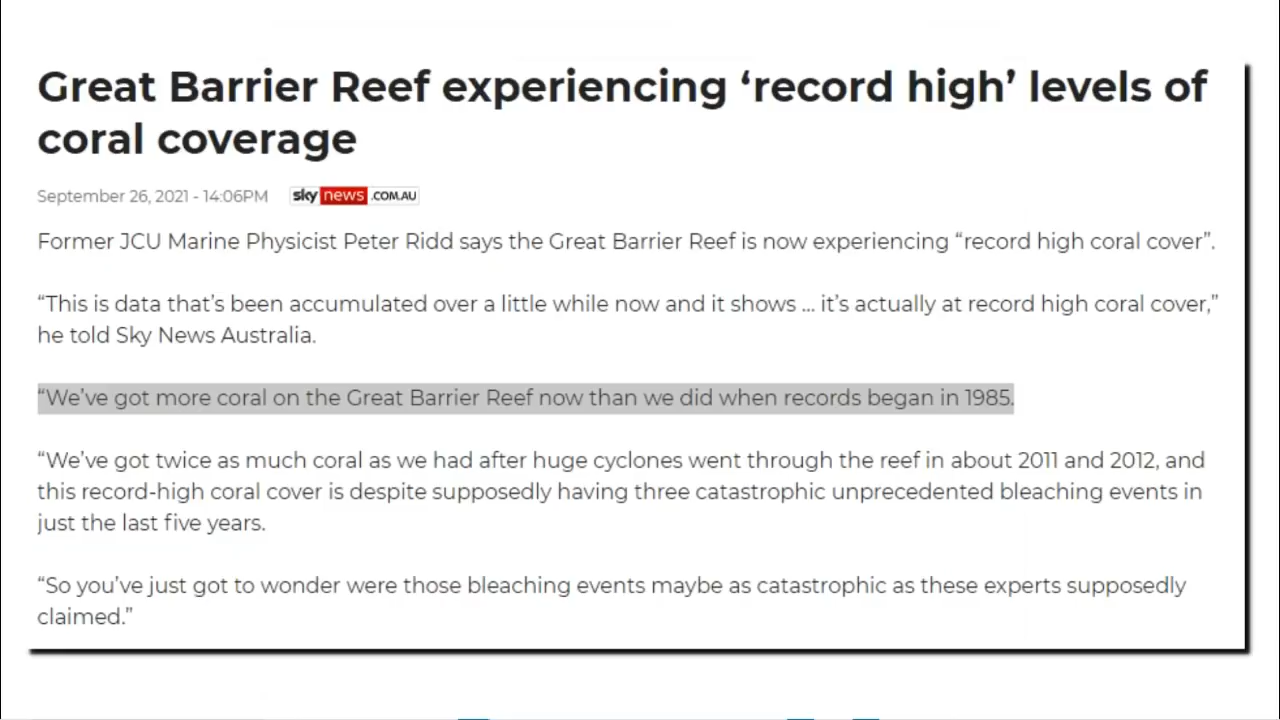 Great Barrier Reef experiencing ‘record high’ levels of
coral coverage
September 26, 2021 - 14:06PM sky news .COM.AU
Former JCU Marine Physicist Peter Ridd says the Great Barrier Reef is now experiencing “record high coral cover”.
“This is data that’s been accumulated over a little while now and it shows ... it’s actually at record high coral cover,”
he told Sky News Australia.
“We’ve got more coral on the Great Barrier Reef now than we did when records began in 1985.
“We’ve got twice as much coral as we had after huge cyclones went through the reef in about 2011 and 2012, and
this record-high coral cover is despite supposedly having three catastrophic unprecedented bleaching events in
just the last five years.
“So you’ve just got to wonder were those bleaching events maybe as catastrophic as these experts supposedly
claimed.”